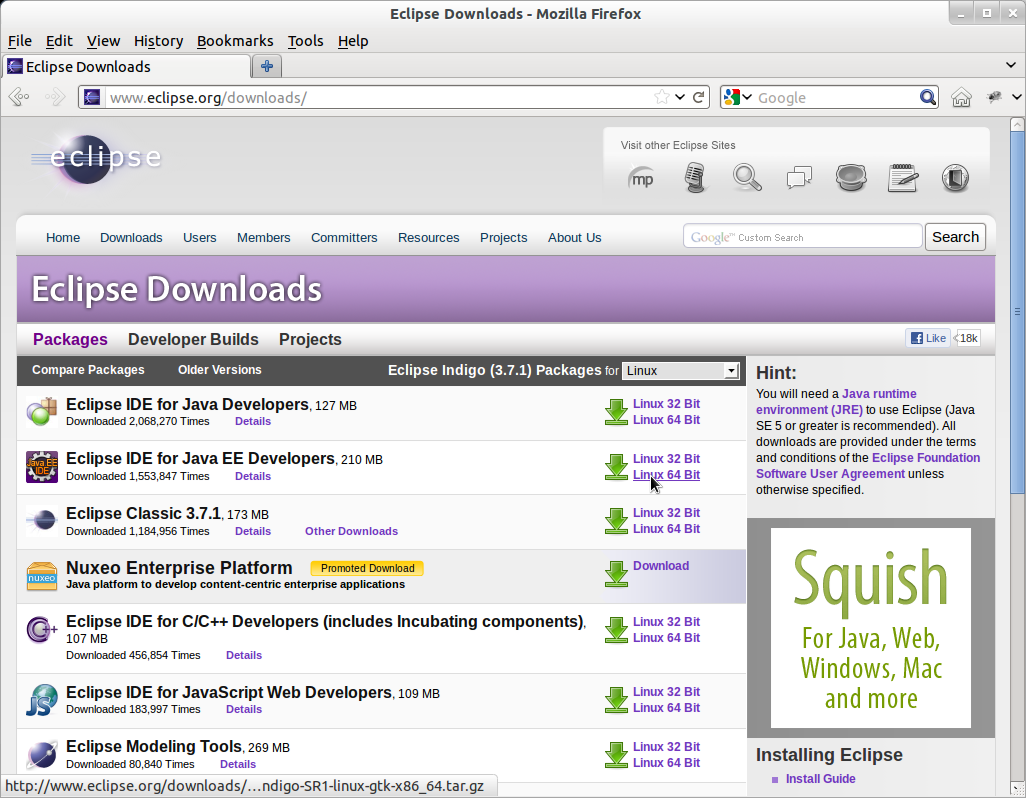 Eclipse Downloads - Mozilla Firefox
File Edit View History Bookmarks Tools Help
Eclipse Downloads
www.eclipse.org/downloads/
Google
eclipse
Visit other Eclipse Sites
mp
Home Downloads Users Members Committers Resources Projects About Us
Google™ Custom Search
Search
Eclipse Downloads
Packages Developer Builds Projects
Like 18k
Compare Packages Older Versions Eclipse Indigo (3.7.1) Packages for Linux
Eclipse IDE for Java Developers, 127 MB
Downloaded 2,068,270 Times Details
Linux 32 Bit
Linux 64 Bit
Java EE
IDE
Eclipse IDE for Java EE Developers, 210 MB
Downloaded 1,553,847 Times Details
Linux 32 Bit
Linux 64 Bit
Eclipse Classic 3.7.1, 173 MB
Downloaded 1,184,956 Times Details Other Downloads
Linux 32 Bit
Linux 64 Bit
nuxeo
Nuxeo Enterprise Platform Promoted Download
Java platform to develop content-centric enterprise applications
Download
C++
Eclipse IDE for C/C++ Developers (includes Incubating components),
107 MB
Downloaded 456,854 Times Details
Linux 32 Bit
Linux 64 Bit
JS
Eclipse IDE for JavaScript Web Developers, 109 MB
Downloaded 183,997 Times Details
Linux 32 Bit
Linux 64 Bit
Eclipse Modeling Tools, 269 MB
Downloaded 80,840 Times Details
Linux 32 Bit
Linux 64 Bit
Hint:
You will need a Java runtime
environment (JRE) to use Eclipse (Java
SE 5 or greater is recommended). All
downloads are provided under the terms
and conditions of the Eclipse Foundation
Software User Agreement unless
otherwise specified.
Squish
For Java, Web,
Windows, Mac
and more
Installing Eclipse
Install Guide
http://www.eclipse.org/downloads/...ndigo-SR1-linux-gtk-x86_64.tar.gz